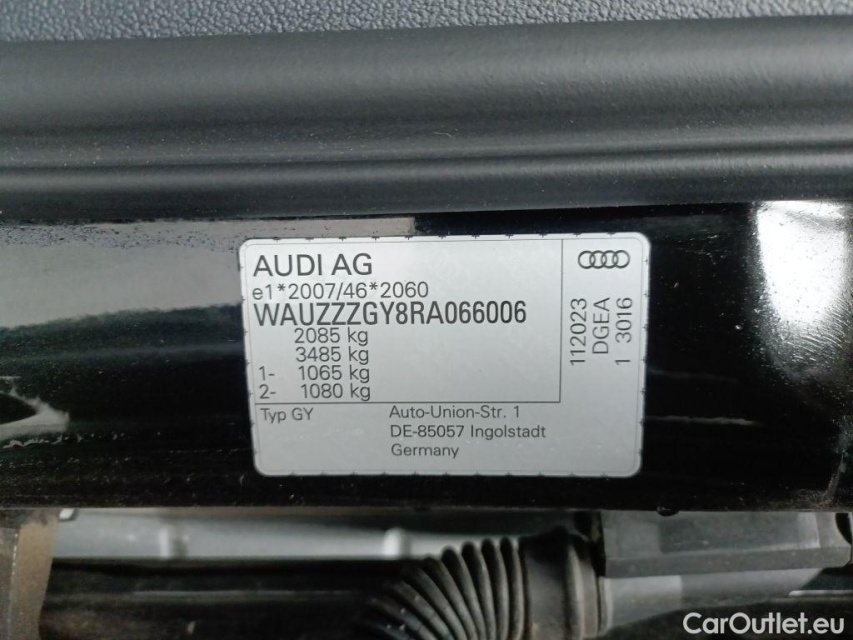 AUDI AG
e1*2007/46*2060
WAUZZZGY8RA066006
2085 kg
3485 kg
1- 1065 kg
2- 1080 kg
Typ GY
Auto-Union-Str. 1
DE-85057 Ingolstadt
Germany
112023
DGEA
1 3016
CarOutlet.eu